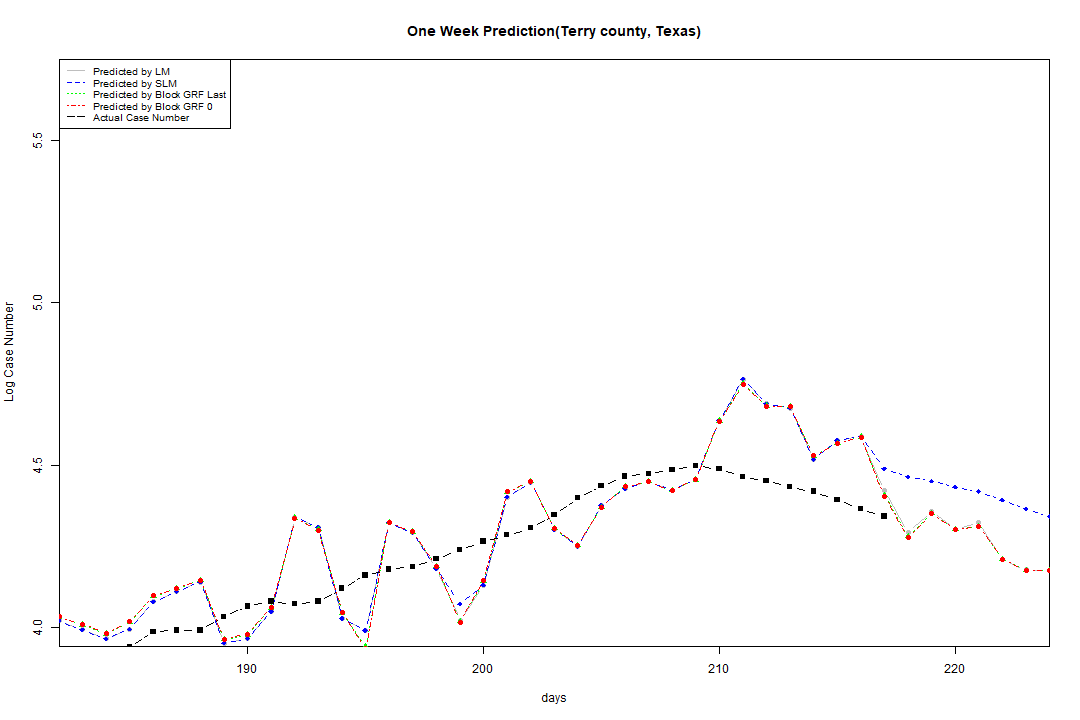 One Week Prediction(Terry county, Texas)
Predicted by LM
Predicted by SLM
Predicted by Block GRF Last
Predicted by Block GRF 0
Actual Case Number
5.5
5.0
4.5
4.0
Log Case Number
190 200 210 220
days